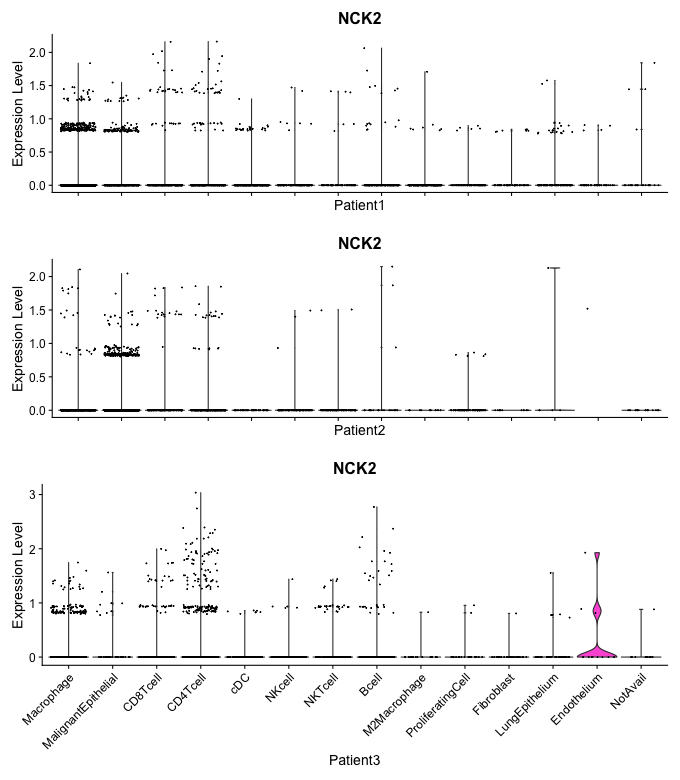 NCK2
Expression Level
2.0
1.5
1.0
0.5
0.0
Patient1
NCK2
Expression Level
2.0
1.5
1.0
0.5
0.0
Patient2
NCK2
Expression Level
3
2
1
0
Macrophage
MalignantEpithelial
CD8Tcell
CD4Tcell
cDC
NKcell
NKTcell
Bcell
M2Macrophage
ProliferatingCell
Fibroblast
LungEpithelium
Endothelium
NotAvail
Patient3